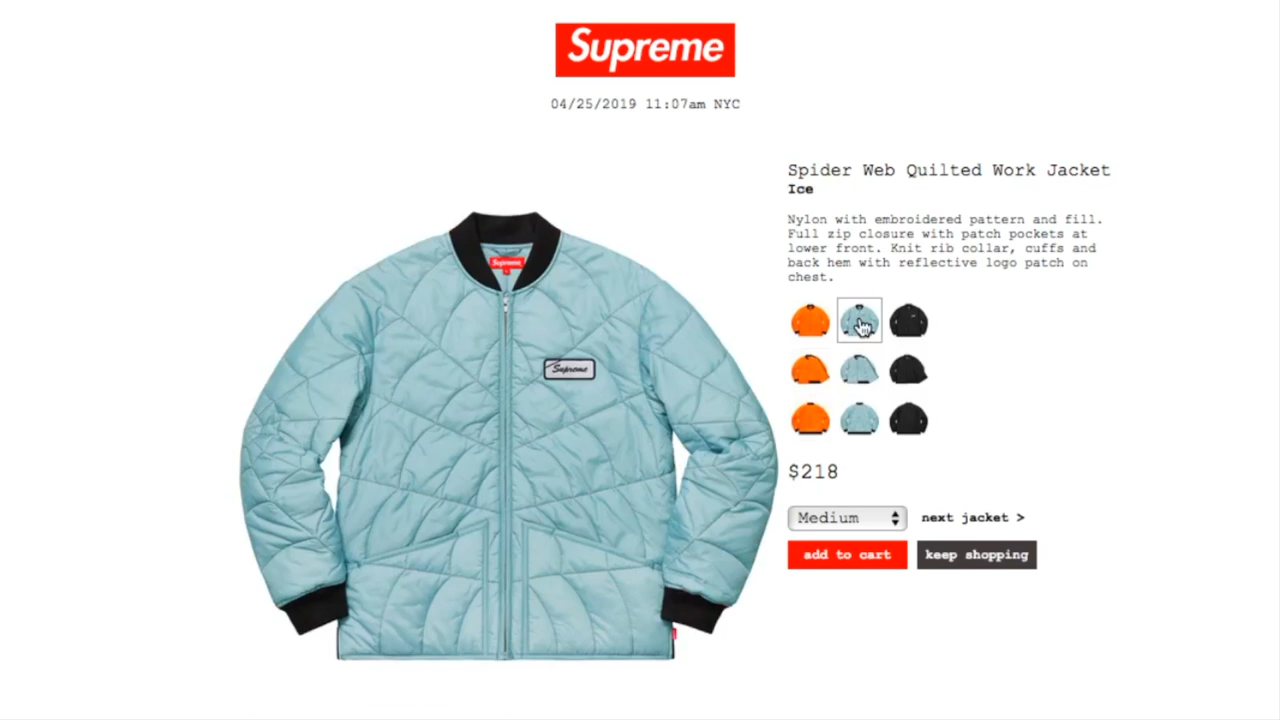 Supreme
04/25/2019 11:07am NYC
Spider Web Quilted Work Jacket
Ice
Nylon with embroidered pattern and fill.
Full zip closure with patch pockets at
lower front. Knit rib collar, cuffs and
back hem with reflective logo patch on
chest.
Supreme
Supreme
$218
Medium
next jacket >
add to cart
keep shopping